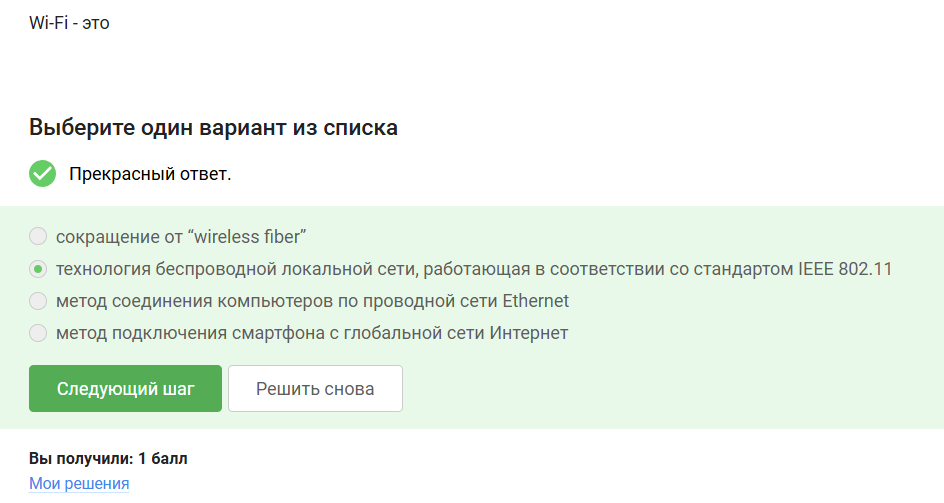 Wi-Fi - это
Выберите один вариант из списка
Прекрасный ответ.
сокращение от “wireless fiber”
технология беспроводной локальной сети, работающая в соответствии со стандартом IEEE 802.11
метод соединения компьютеров по проводной сети Ethernet
метод подключения смартфона с глобальной сети Интернет
Следующий шаг
Решить снова
Вы получили: 1 балл
Мои решения